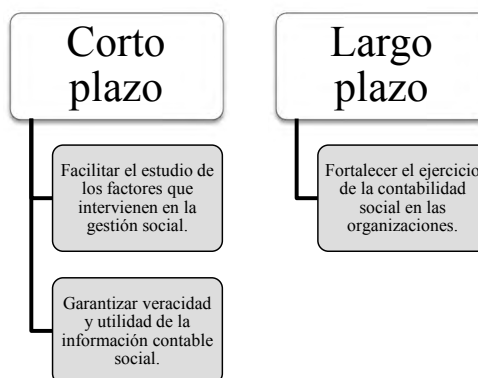 Corto
plazo
Facilitar el estudio de
los factores que
intervienen en la
gestión social.
Garantizar veracidad
y utilidad de la
información contable
social.
Largo
plazo
Fortalecer el ejercicio
de la contabilidad
social en las
organizaciones.